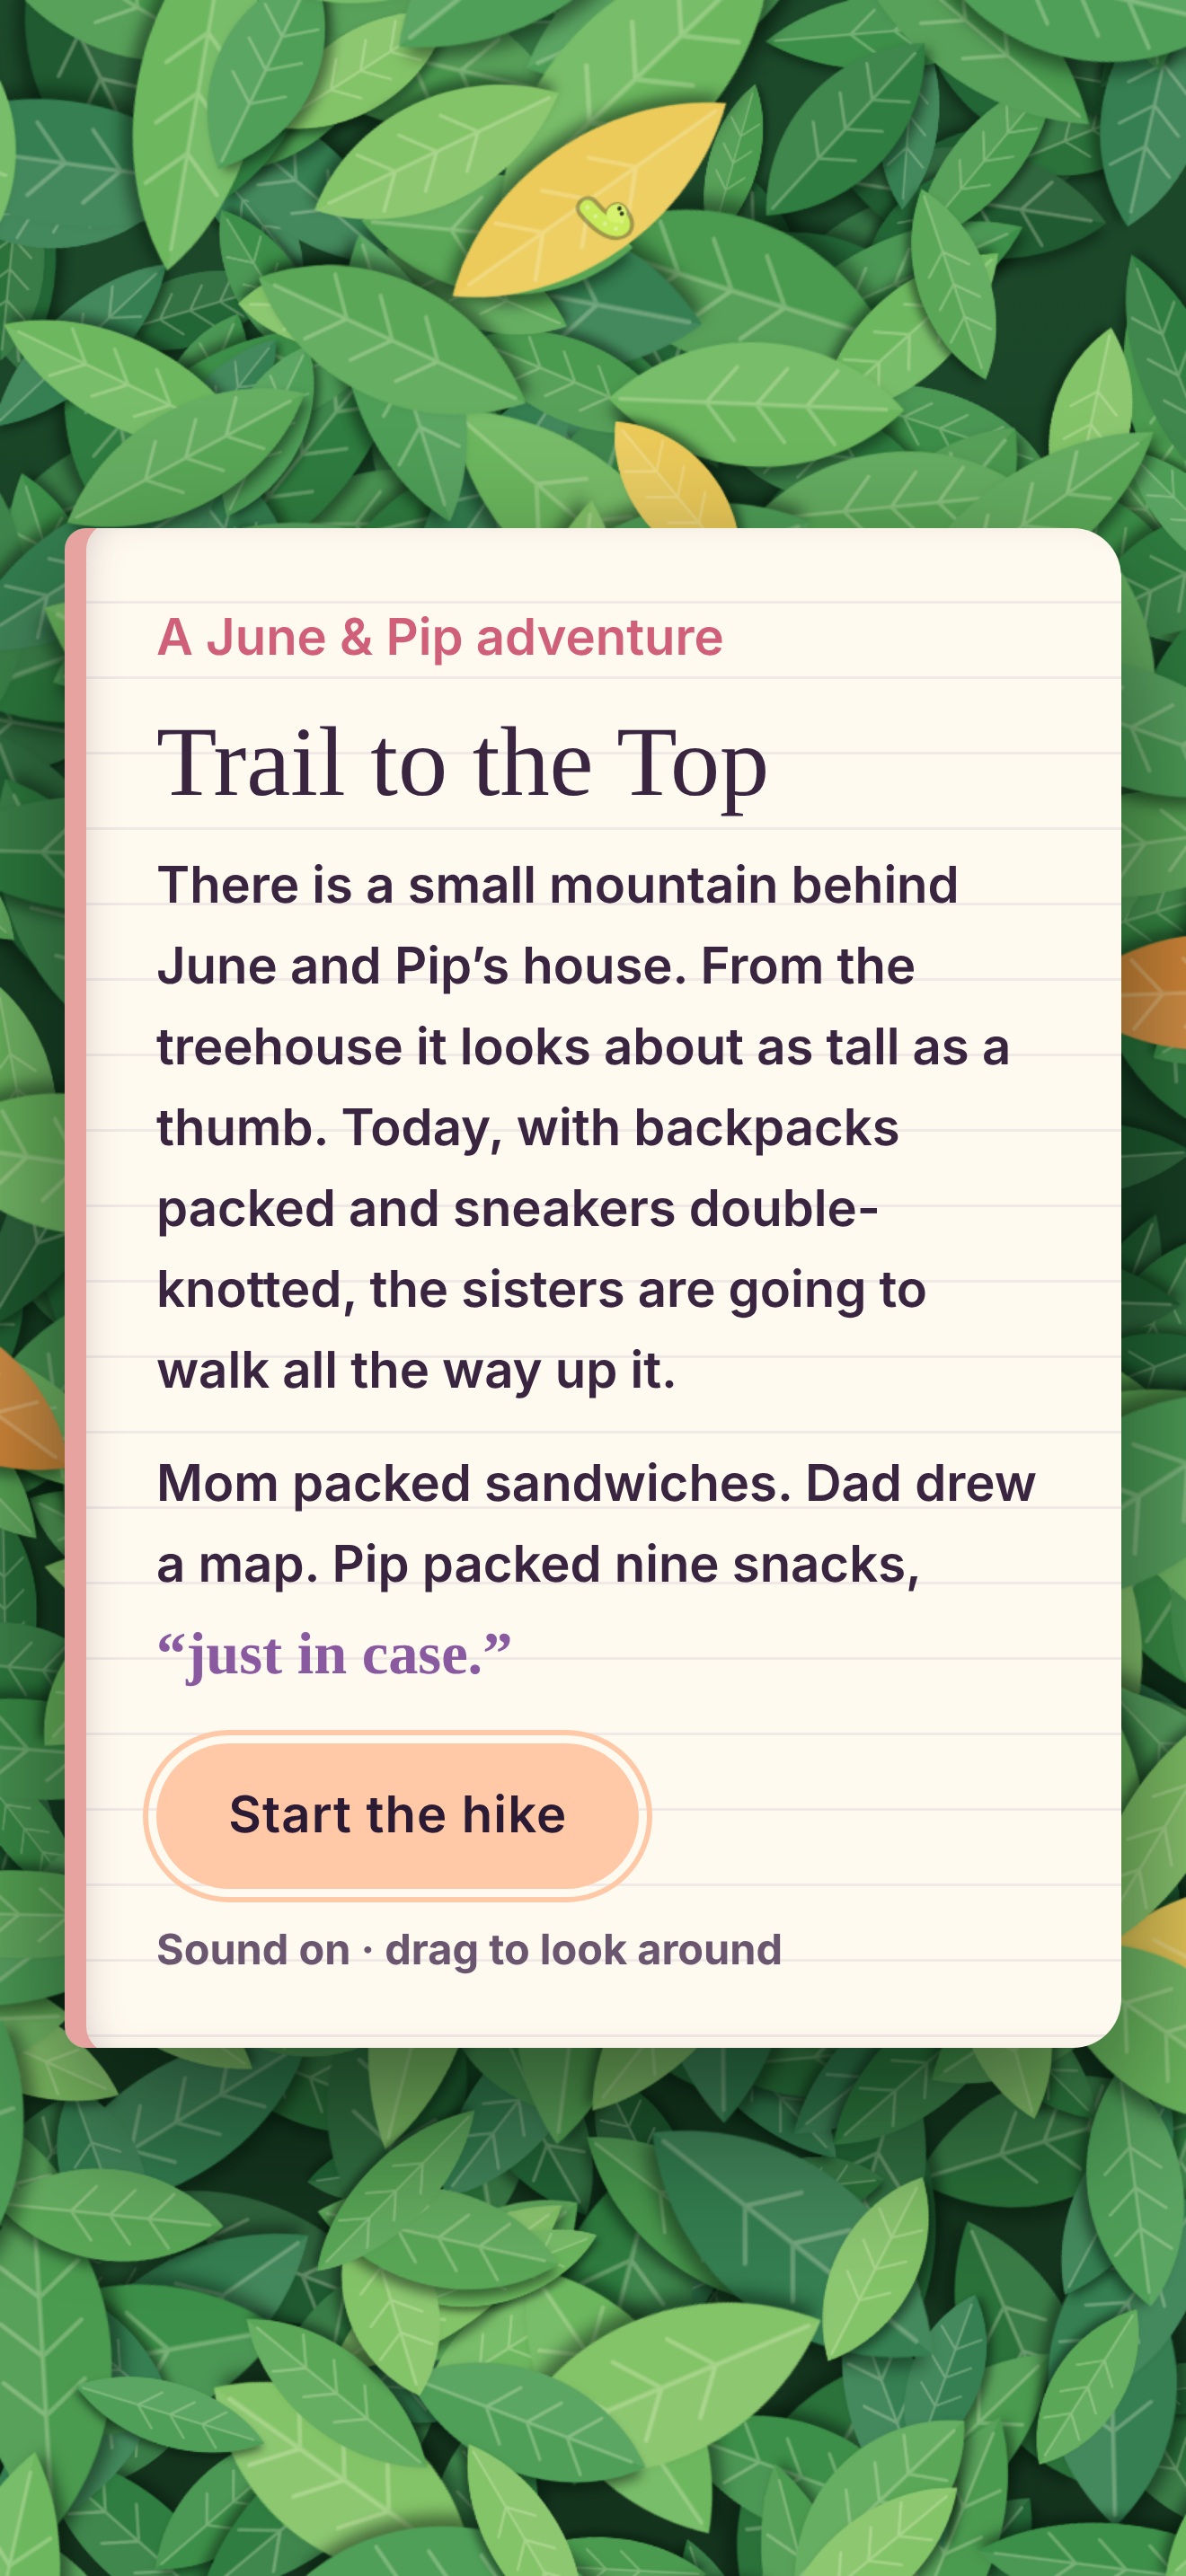 A June & Pip adventure
Trail to the Top
There is a small mountain behind
June and Pip’s house. From the
treehouse it looks about as tall as a
thumb. Today, with backpacks
packed and sneakers double-
knotted, the sisters are going to
walk all the way up it.
Mom packed sandwiches. Dad drew
a map. Pip packed nine snacks,
“just in case.”
Start the hike
Sound on · drag to look around